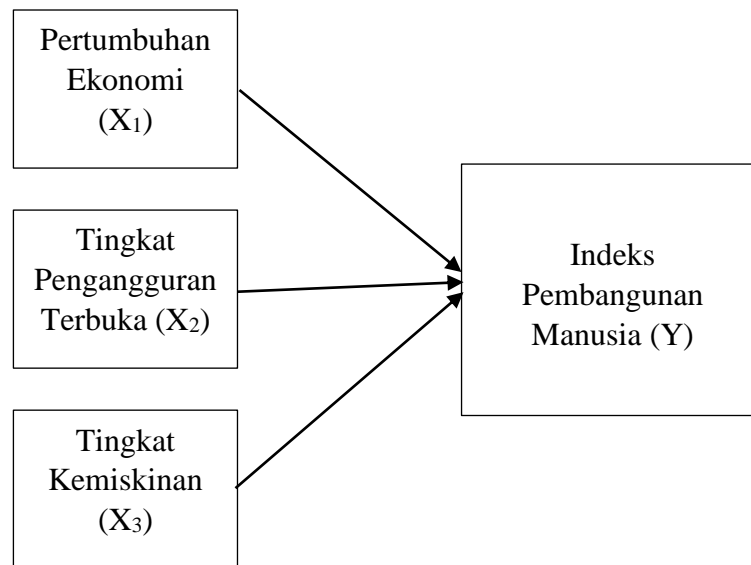 Pertumbuhan
Ekonomi
(X₁)
Tingkat
Pengangguran
Terbuka (X₂)
Tingkat
Kemiskinan
(X₃)
Indeks
Pembangunan
Manusia (Y)